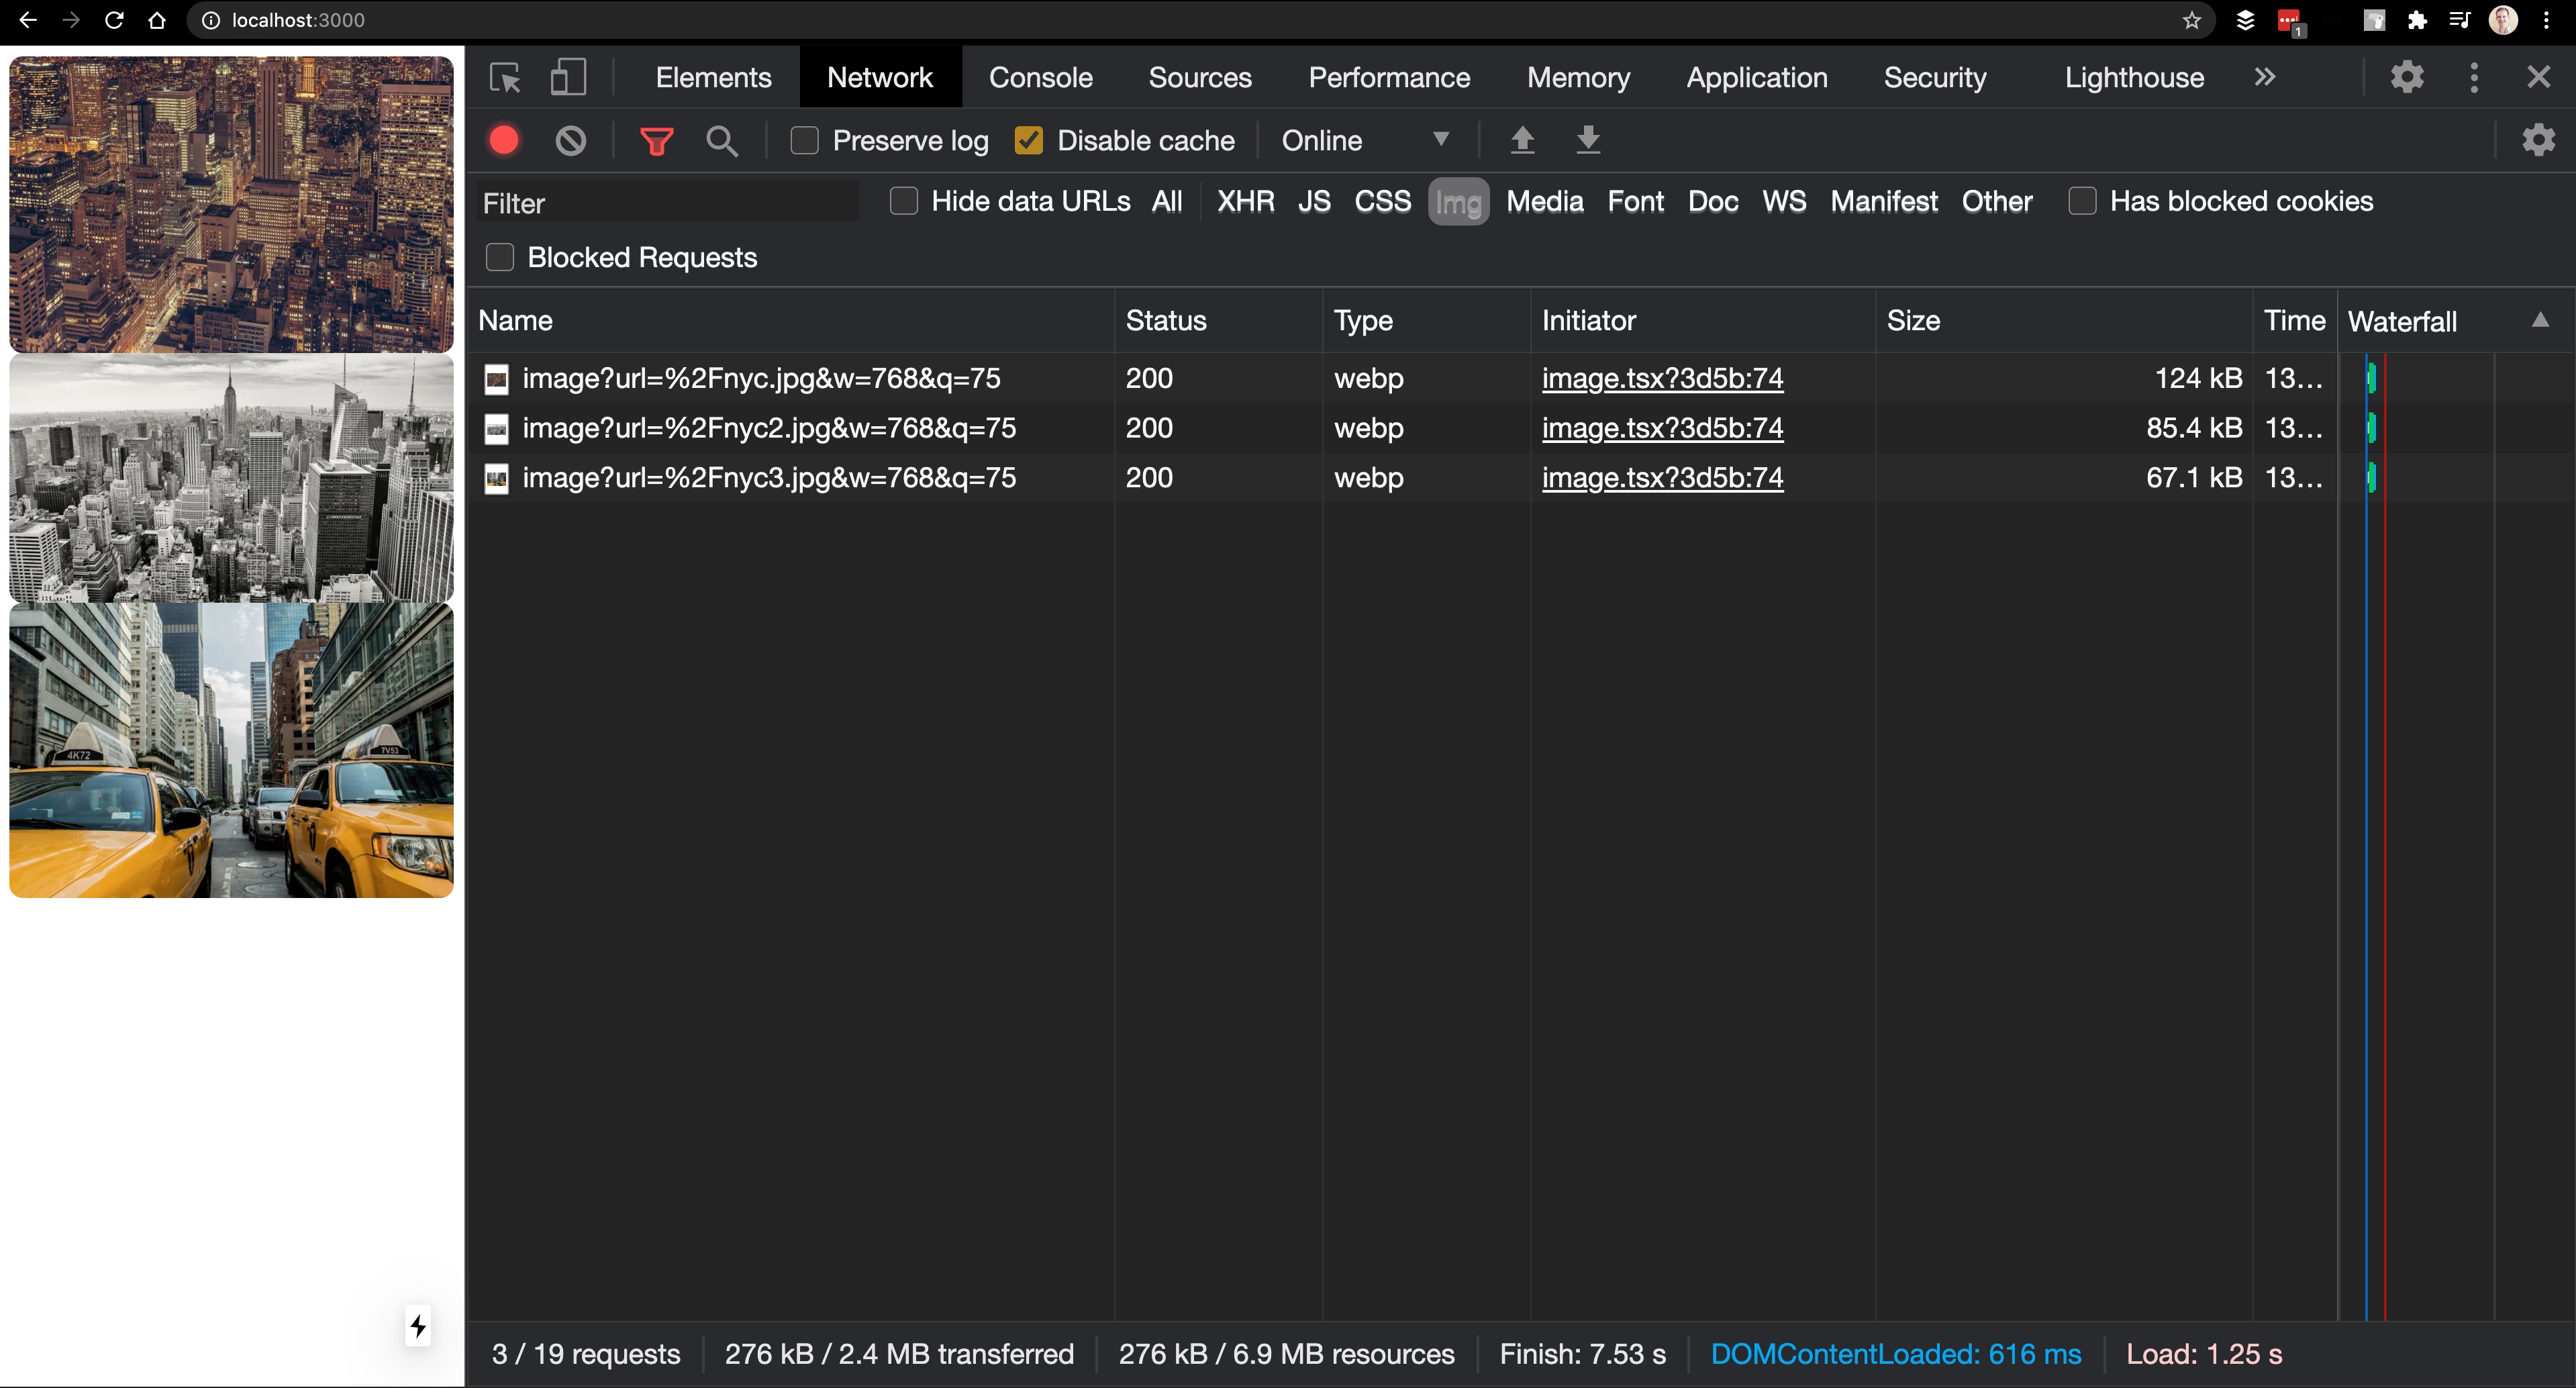 localhost:3000
1
Elements Network Console Sources Performance Memory Application Security Lighthouse
Preserve log Disable cache Online
Filter Hide data URLs All XHR JS CSS Img Media Font Doc WS Manifest Other Has blocked cookies
Blocked Requests
Name Status Type Initiator Size Time Waterfall
image?url=%2Fnyc.jpg&w=768&q=75 200 webp image.tsx?3d5b:74 124 kB 13...
image?url=%2Fnyc2.jpg&w=768&q=75 200 webp image.tsx?3d5b:74 85.4 kB 13...
image?url=%2Fnyc3.jpg&w=768&q=75 200 webp image.tsx?3d5b:74 67.1 kB 13...
4K72 7V53
3 / 19 requests 276 kB / 2.4 MB transferred 276 kB / 6.9 MB resources Finish: 7.53 s DOMContentLoaded: 616 ms Load: 1.25 s